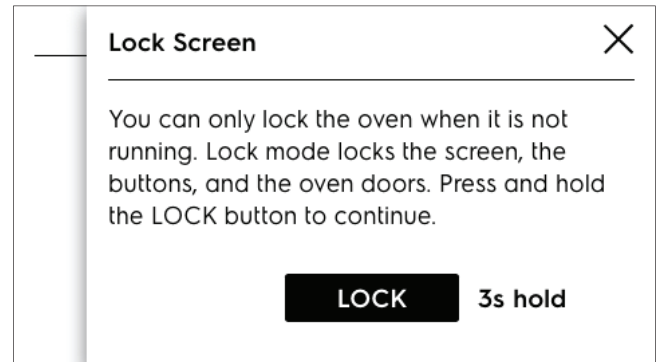 Lock Screen
You can only lock the oven when it is not
running. Lock mode locks the screen, the
buttons, and the oven doors. Press and hold
the LOCK button to continue.
LOCK 3s hold